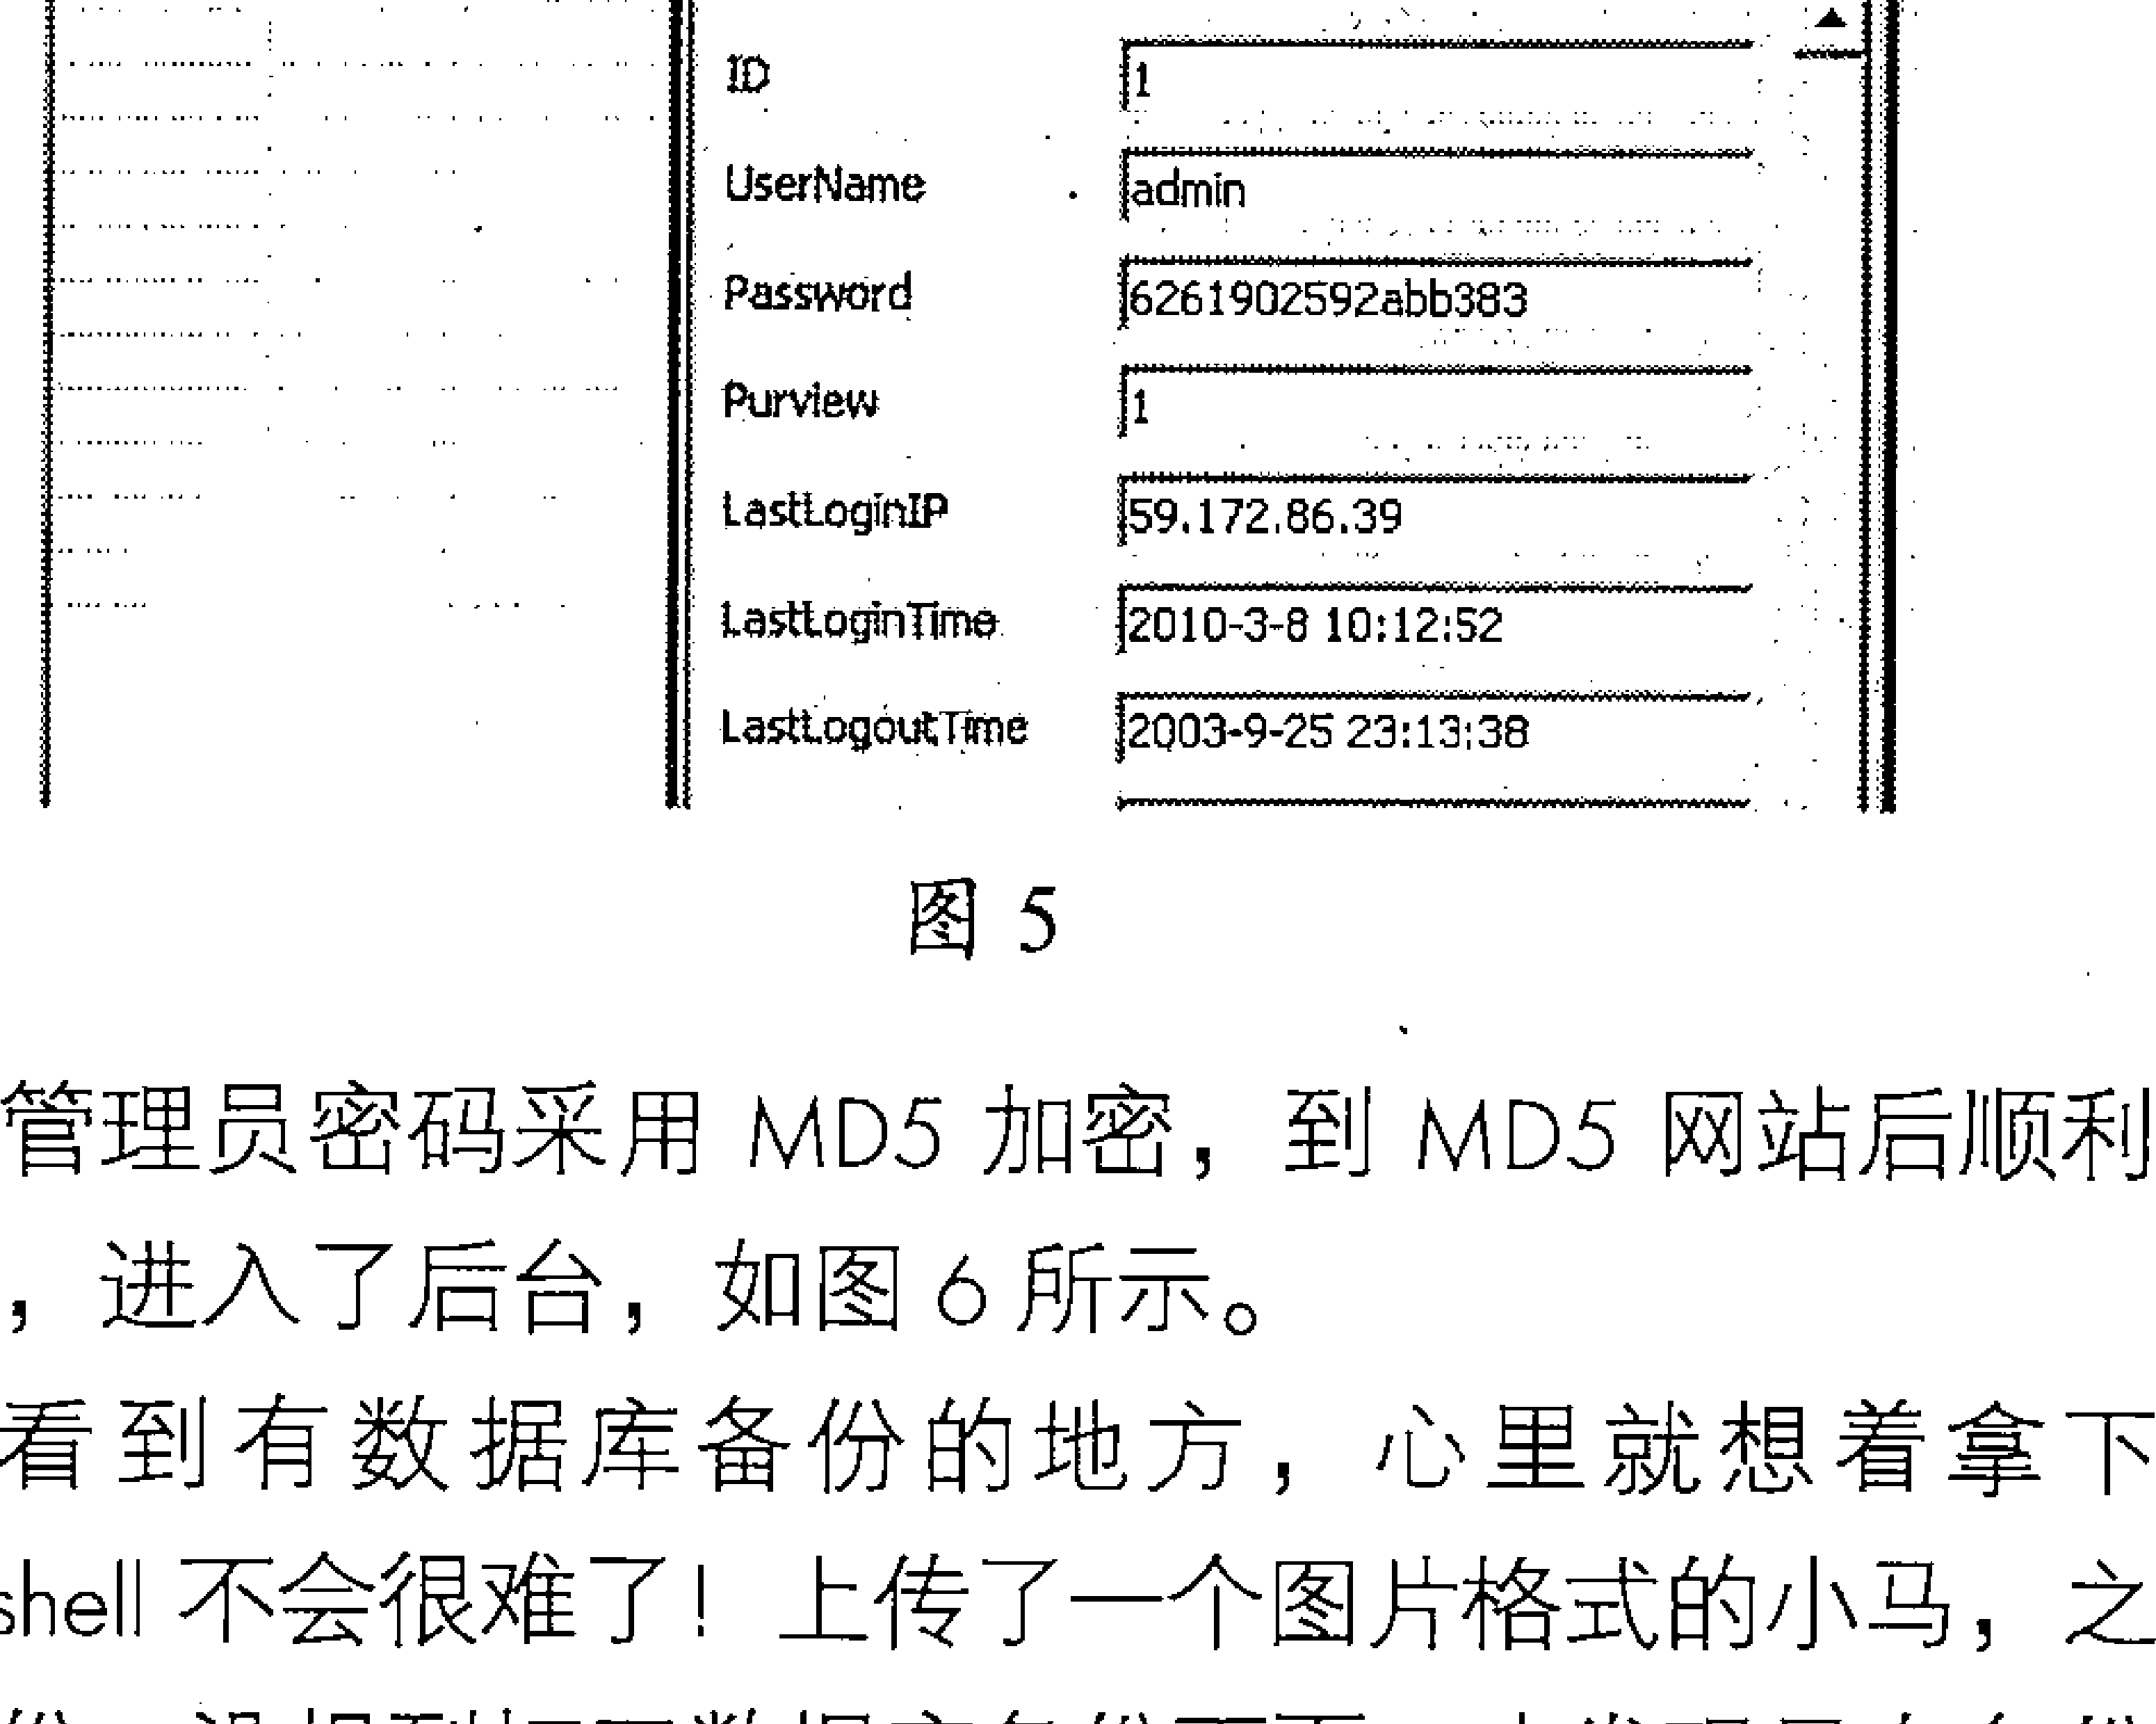 ID 1
UserName admin
Password 6261902592abb383
Purview 1
LastLoginIP 59.172.86.39
LastLoginTime 2010-3-8 10:12:52
LastLogoutTime 2003-9-25 23:13:38
图 5
管理员密码采用 MD5 加密，到 MD5 网站后顺利
，进入了后台，如图 6 所示。
看到有数据库备份的地方，心里就想着拿下
shell 不会很难了！上传了一个图片格式的小马，之